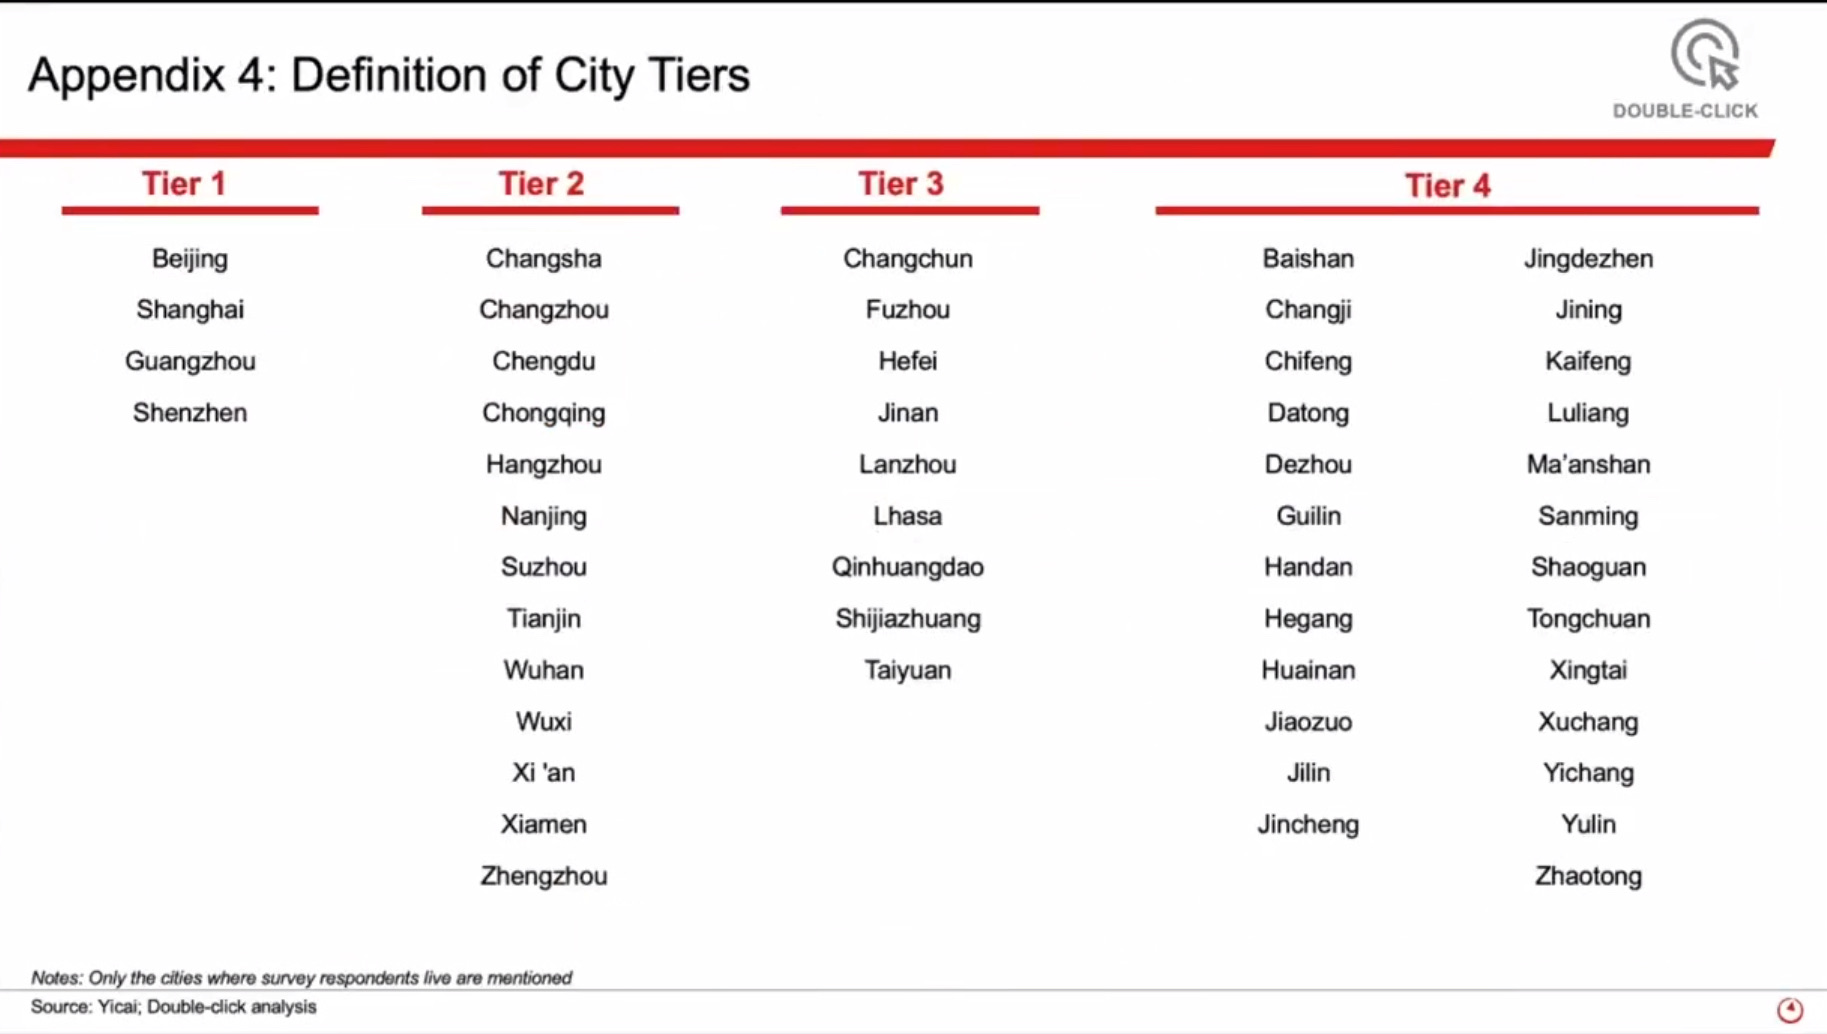 Appendix 4: Definition of City Tiers
DOUBLE-CLICK
Tier 1
Beijing
Shanghai
Guangzhou
Shenzhen
Tier 2
Changsha
Changzhou
Chengdu
Chongqing
Hangzhou
Nanjing
Suzhou
Tianjin
Wuhan
Wuxi
Xi 'an
Xiamen
Zhengzhou
Tier 3
Changchun
Fuzhou
Hefei
Jinan
Lanzhou
Lhasa
Qinhuangdao
Shijiazhuang
Taiyuan
Tier 4
Baishan
Changji
Chifeng
Datong
Dezhou
Guilin
Handan
Hegang
Huainan
Jiaozuo
Jilin
Jincheng
Jingdezhen
Jining
Kaifeng
Luliang
Ma’anshan
Sanming
Shaoguan
Tongchuan
Xingtai
Xuchang
Yichang
Yulin
Zhaotong
Notes: Only the cities where survey respondents live are mentioned
Source: Yicai; Double-click analysis